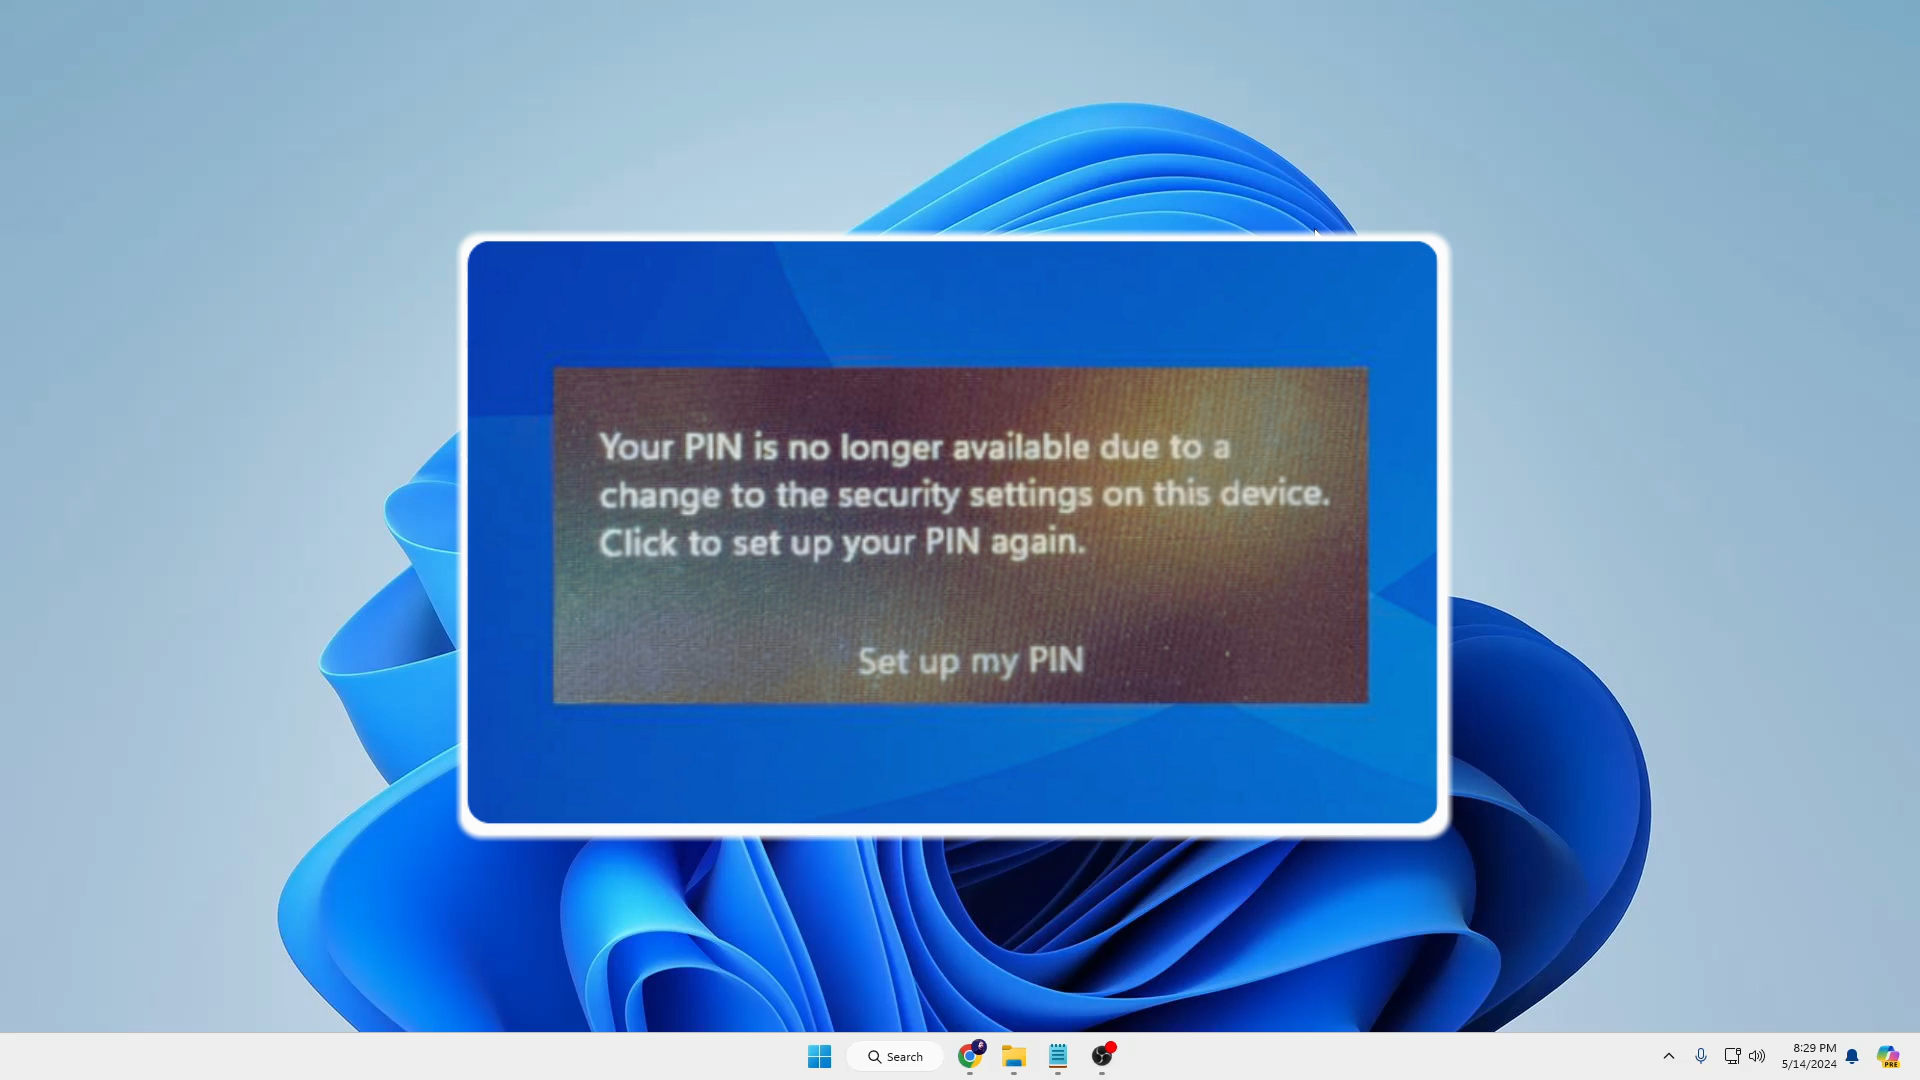 Your PIN is no longer available due to a
change to the security settings on this device.
Click to set up your PIN again.
Set up my PIN
Search
8:29 PM
5/14/2024
PRE